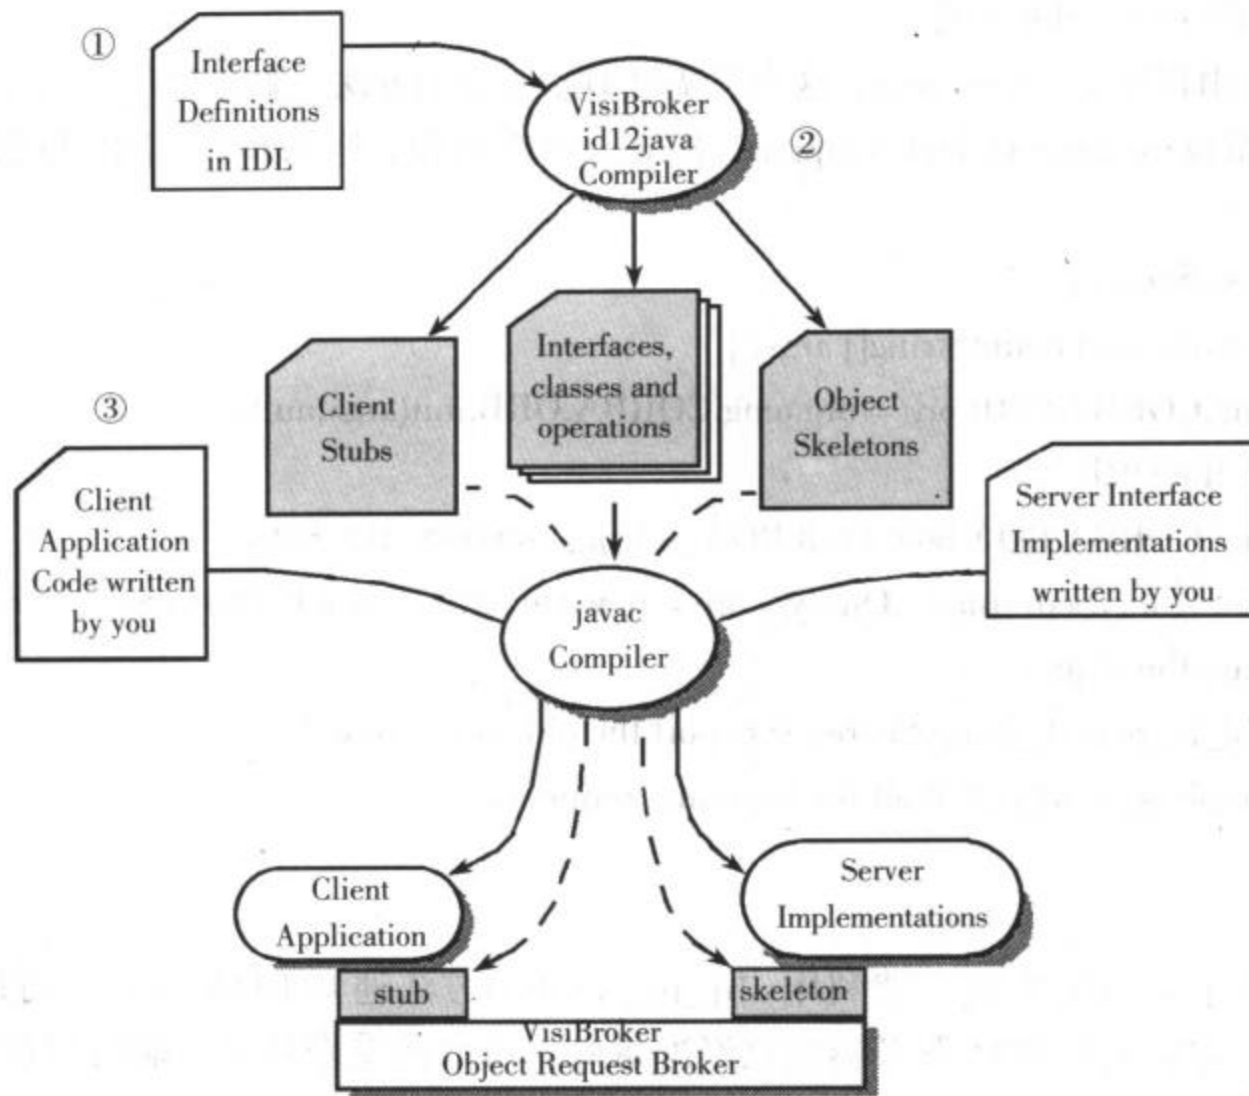 ①
Interface
Definitions
in IDL
VisiBroker
id12java
Compiler
②
Client
Stubs
Interfaces,
classes and
operations
Object
Skeletons
③
Client
Application
Code written
by you
Server Interface
Implementations
written by you
javac
Compiler
Client
Application
Server
Implementations
stub
skeleton
VisiBroker
Object Request Broker